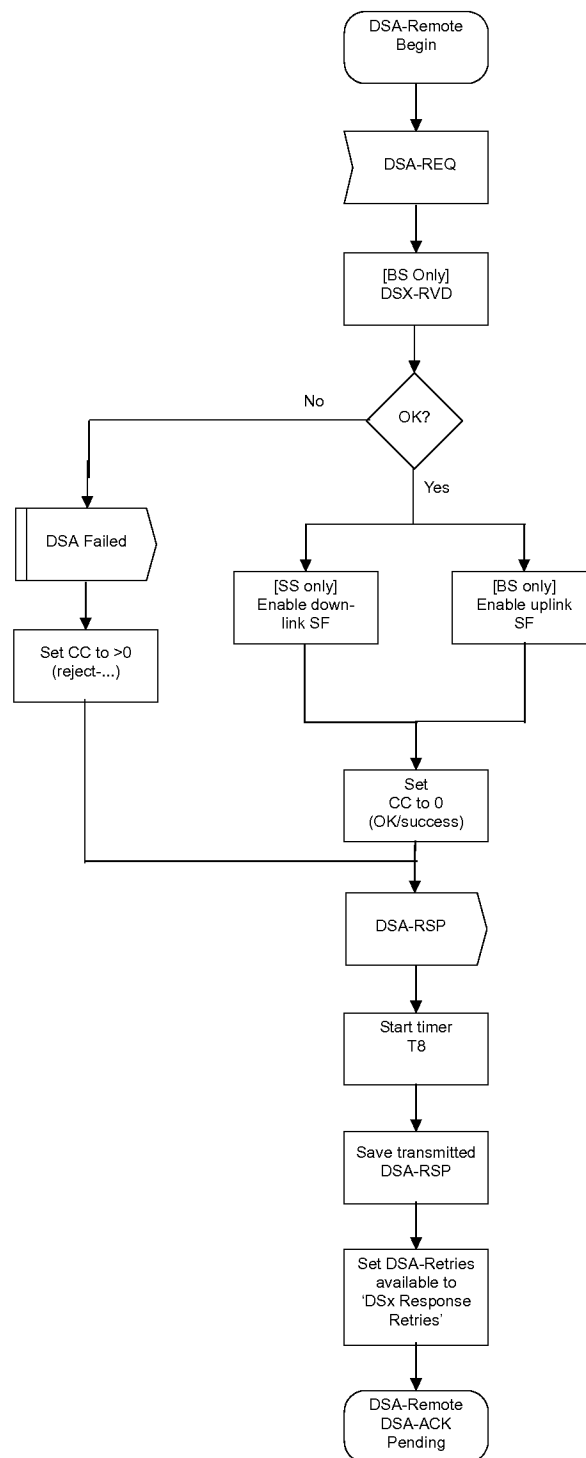 DSA-Remote
Begin
DSA-REQ
[BS Only]
DSX-RVD
No
OK?
Yes
DSA Failed
[SS only]
Enable down-
link SF
[BS only]
Enable uplink
SF
Set CC to >0
(reject-...)
Set
CC to 0
(OK/success)
DSA-RSP
Start timer
T8
Save transmitted
DSA-RSP
Set DSA-Retries
available to
‘DSx Response
Retries’
DSA-Remote
DSA-ACK
Pending